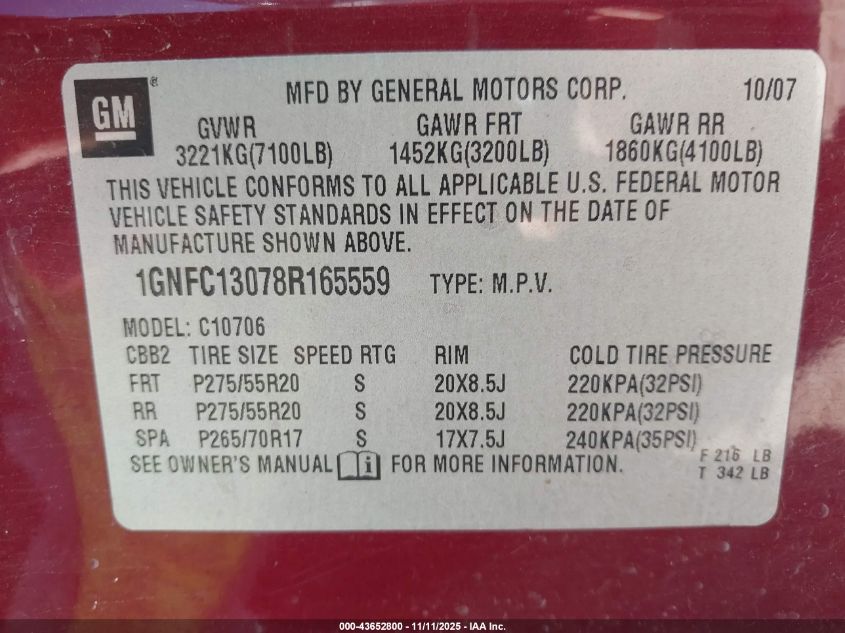 GM ® MFD BY GENERAL MOTORS CORP. 10/07
GVWR GAWR FRT GAWR RR
3221KG(7100LB) 1452KG(3200LB) 1860KG(4100LB)
THIS VEHICLE CONFORMS TO ALL APPLICABLE U.S. FEDERAL MOTOR
VEHICLE SAFETY STANDARDS IN EFFECT ON THE DATE OF
MANUFACTURE SHOWN ABOVE.
1GNFC13078R165559 TYPE: M.P.V.
MODEL: C10706
CBB2 TIRE SIZE SPEED RTG RIM COLD TIRE PRESSURE
FRT P275/55R20 S 20X8.5J 220KPA(32PSI)
RR P275/55R20 S 20X8.5J 220KPA(32PSI)
SPA P265/70R17 S 17X7.5J 240KPA(35PSI)
SEE OWNER'S MANUAL i FOR MORE INFORMATION.
F 216 LB
T 342 LB
000-43652800 - 11/11/2025 - IAA Inc.